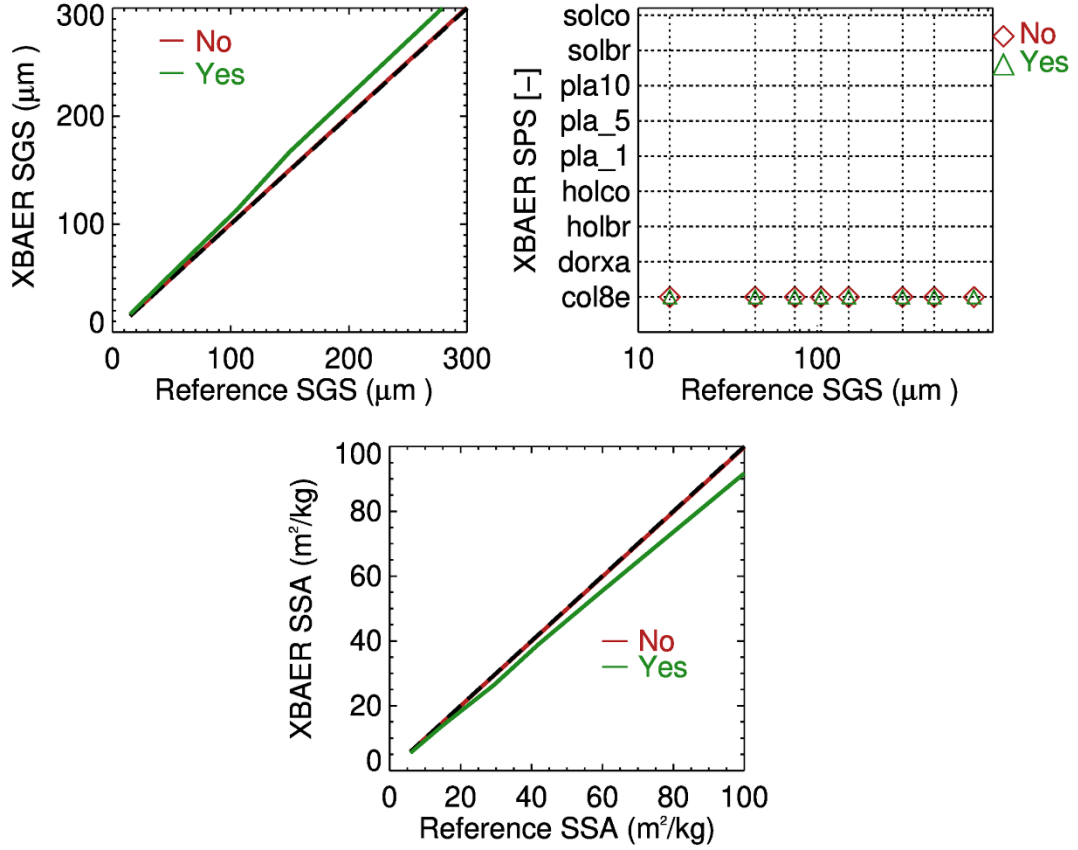 XBAER SGS (μm)
300
200
100
0
No
Yes
0 100 200 300
Reference SGS (μm )
XBAER SPS [−]
solco
solbr
pla10
pla_5
pla_1
holco
holbr
dorxa
col8e
No
Yes
10 100
Reference SGS (μm )
XBAER SSA (m²/kg)
100
80
60
40
20
0
No
Yes
0 20 40 60 80 100
Reference SSA (m²/kg)